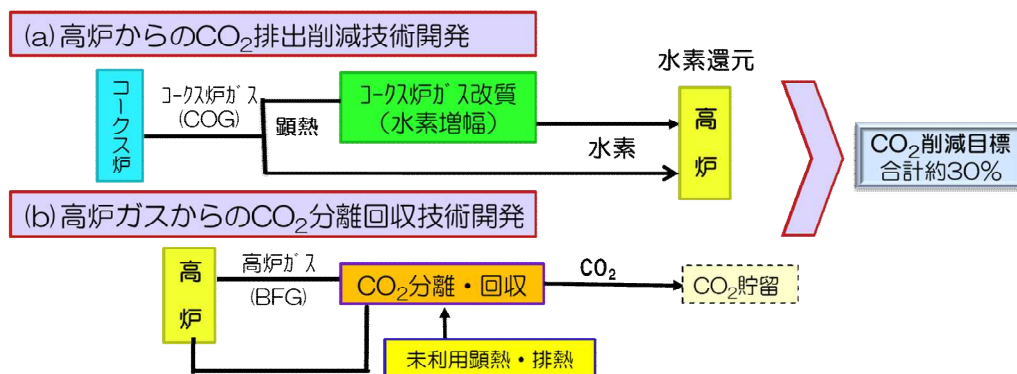 (a)高炉からのCO₂排出削減技術開発
水素還元
コークス炉
コークス炉ガス
(COG)
顕熱
コークス炉ガス改質
(水素増幅)
水素
高炉
CO₂削減目標
合計約30%
(b)高炉ガスからのCO₂分離回収技術開発
高炉
高炉ガス
(BFG)
CO₂分離・回収
CO₂
CO₂貯留
未利用顕熱・排熱